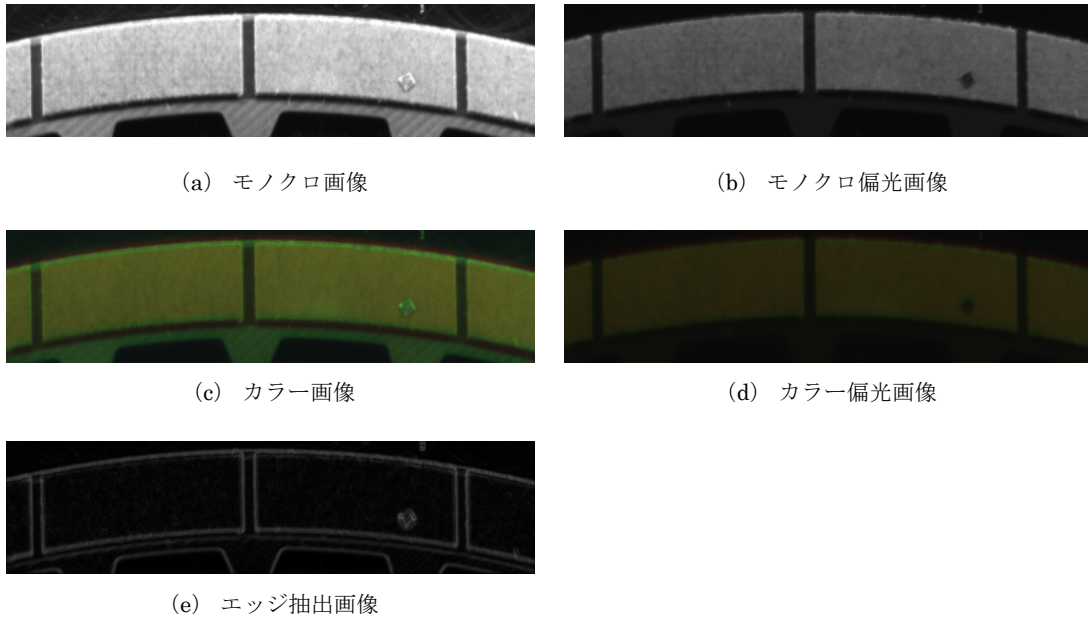 (a) モノクロ画像
(b) モノクロ偏光画像
(c) カラー画像
(d) カラー偏光画像
(e) エッジ抽出画像